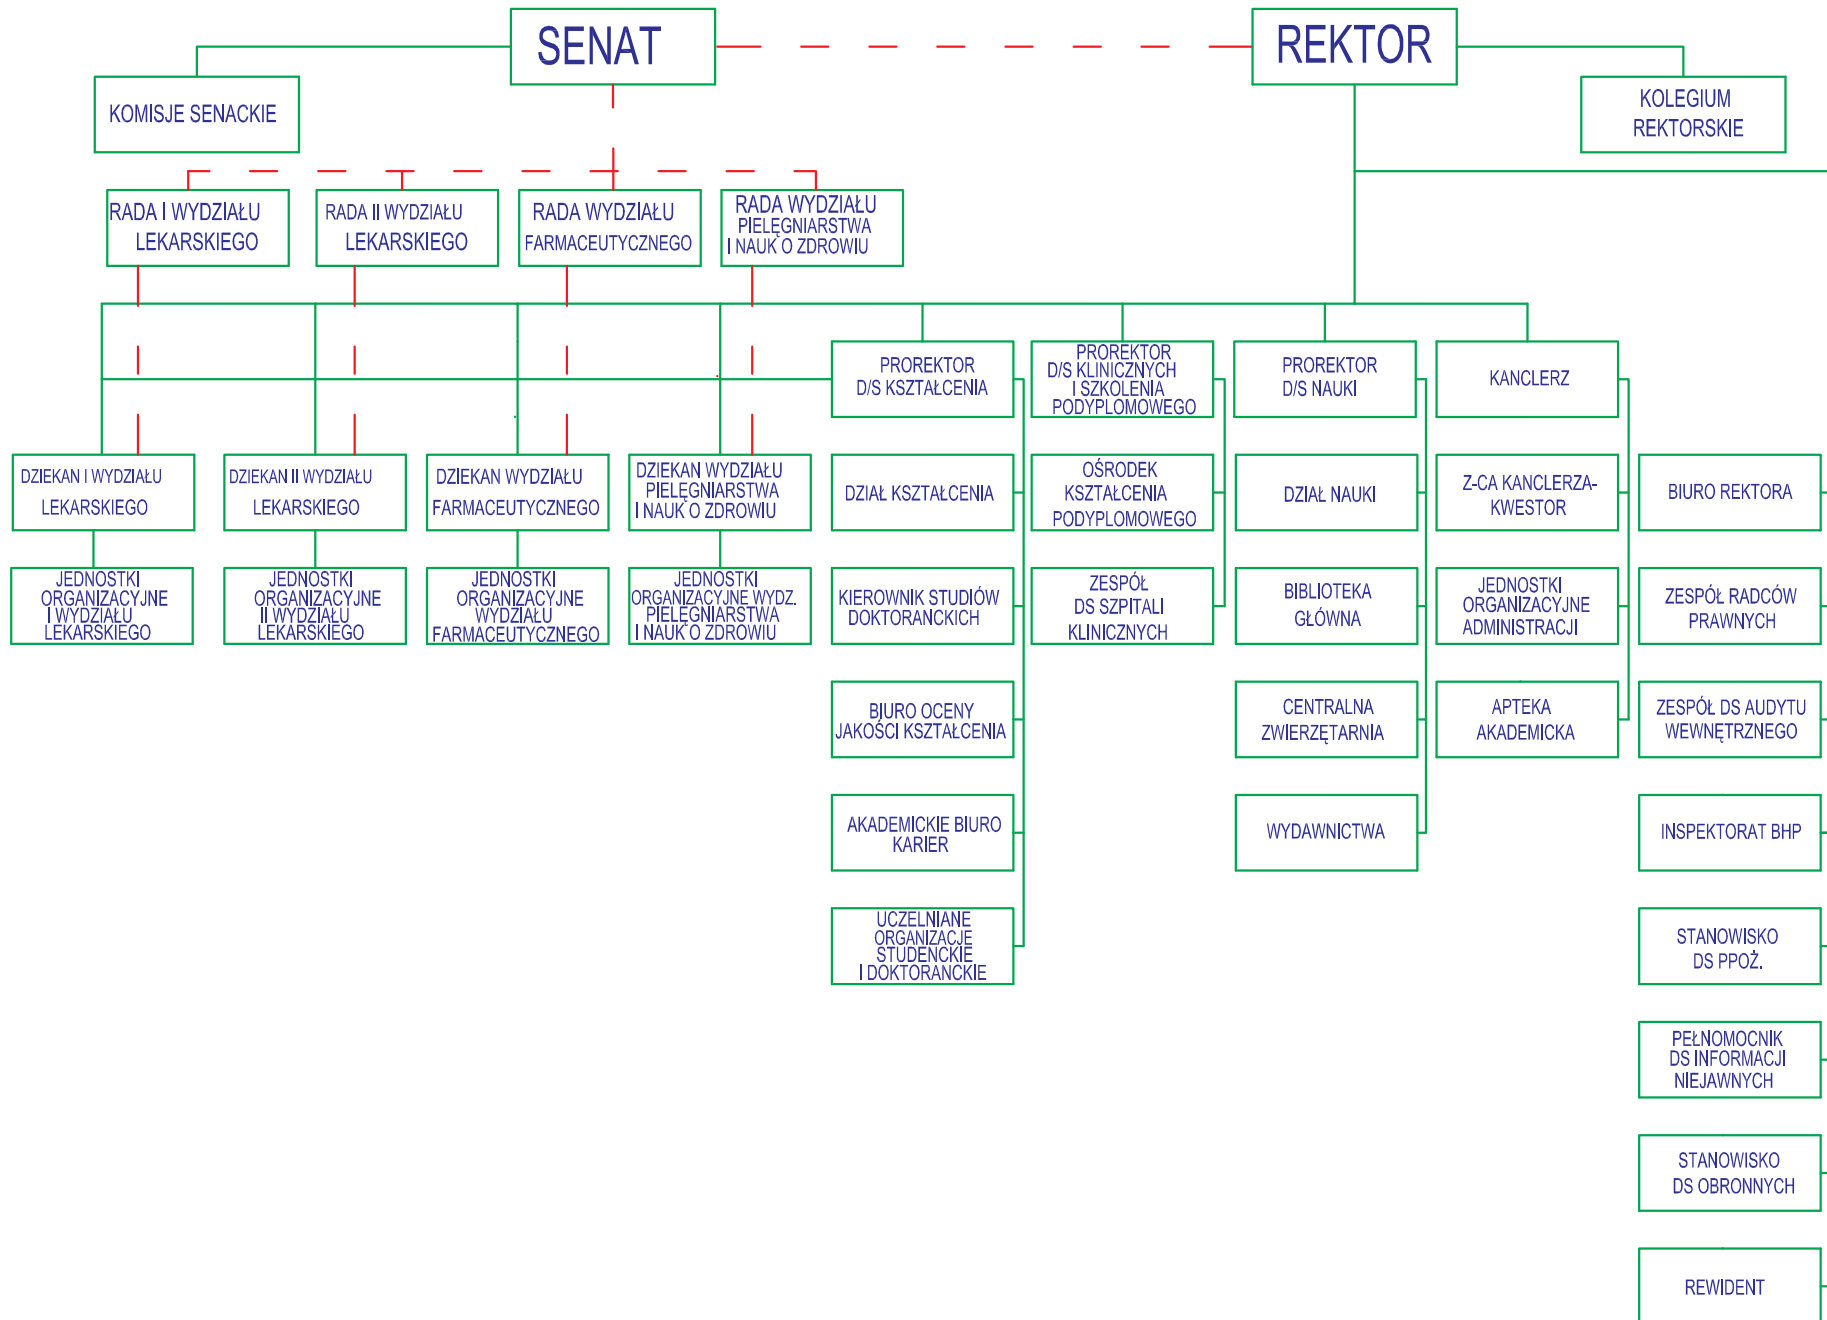 SENAT
REKTOR
KOMISJE SENACKIE
KOLEGIUM
REKTORSKIE
RADA I WYDZIAŁU
LEKARSKIEGO
RADA II WYDZIAŁU
LEKARSKIEGO
RADA WYDZIAŁU
FARMACEUTYCZNEGO
RADA WYDZIAŁU
PIELĘGNIARSTWA
I NAUK O ZDROWIU
PROREKTOR
D/S KSZTAŁCENIA
PROREKTOR
D/S KLINICZNYCH
I SZKOLENIA
PODYPLOMOWEGO
PROREKTOR
D/S NAUKI
KANCLERZ
DZIEKAN I WYDZIAŁU
LEKARSKIEGO
DZIEKAN II WYDZIAŁU
LEKARSKIEGO
DZIEKAN WYDZIAŁU
FARMACEUTYCZNEGO
DZIEKAN WYDZIAŁU
PIELĘGNIARSTWA
I NAUK O ZDROWIU
DZIAŁ KSZTAŁCENIA
OŚRODEK
KSZTAŁCENIA
PODYPLOMOWEGO
DZIAŁ NAUKI
Z-CA KANCLERZA-
KWESTOR
BIURO REKTORA
JEDNOSTKI
ORGANIZACYJNE
I WYDZIAŁU
LEKARSKIEGO
JEDNOSTKI
ORGANIZACYJNE
II WYDZIAŁU
LEKARSKIEGO
JEDNOSTKI
ORGANIZACYJNE
WYDZIAŁU
FARMACEUTYCZNEGO
JEDNOSTKI
ORGANIZACYJNE WYDZ.
PIELĘGNIARSTWA
I NAUK O ZDROWIU
KIEROWNIK STUDIÓW
DOKTORANCKICH
ZESPÓŁ
DS SZPITALI
KLINICZNYCH
BIBLIOTEKA
GŁÓWNA
JEDNOSTKI
ORGANIZACYJNE
ADMINISTRACJI
ZESPÓŁ RADCÓW
PRAWNYCH
BIURO OCENY
JAKOŚCI KSZTAŁCENIA
CENTRALNA
ZWIERZĘTARNIA
APTEKA
AKADEMICKA
ZESPÓŁ DS AUDYTU
WEWNĘTRZNEGO
AKADEMICKIE BIURO
KARIER
WYDAWNICTWA
INSPEKTORAT BHP
UCZELNIANE
ORGANIZACJE
STUDENCKIE
I DOKTORANCKIE
STANOWISKO
DS PPOŻ.
PEŁNOMOCNIK
DS INFORMACJI
NIEJAWNYCH
STANOWISKO
DS OBRONNYCH
REWIDENT